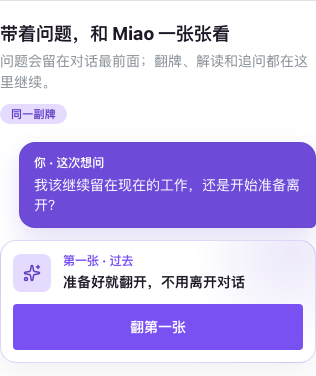 带着问题，和 Miao 一张张看
问题会留在对话最前面；翻牌、解读和追问都在这
里继续。
同一副牌
你 · 这次想问
我该继续留在现在的工作，还是开始准备离
开？
第一张 · 过去
准备好就翻开，不用离开对话
翻第一张